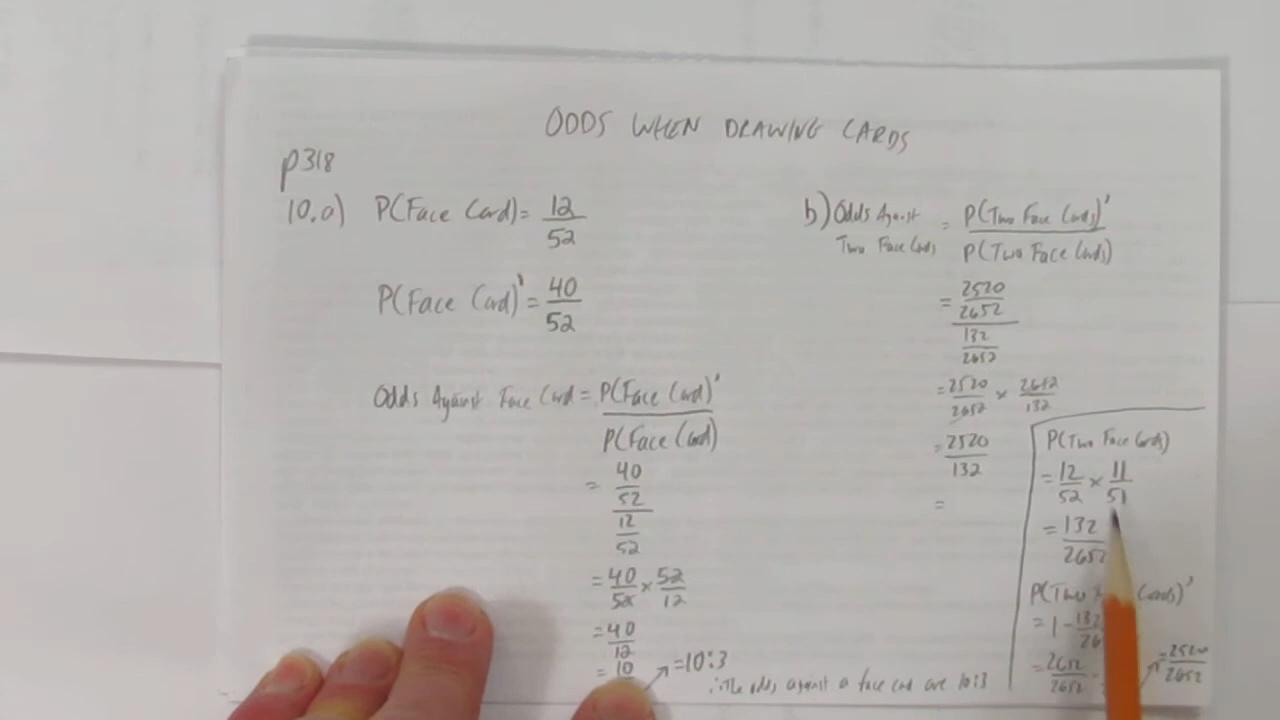 ODDS WHEN DRAWING CARDS
p318
10.a) P(Face Card) = 12/52
P(Face Card)' = 40/52
Odds Against Face Card = P(Face Card)'
P(Face Card)
= 40/52
12/52
= 40/52 × 52/12
= 40/12
= 10
= 10:3
∴ The odds against a face card are 10:3
b) Odds Against Two Face Cards = P(Two Face Cards)'
P(Two Face Cards)
= 2520/2652
132/2652
= 2520/2652 × 2652/132
= 2520/132
=
P(Two Face Cards)
= 12/52 × 11/51
= 132/2652
P(Two Cards)'
= 1 - 132
= 2652/2652 -
= 2520/2652